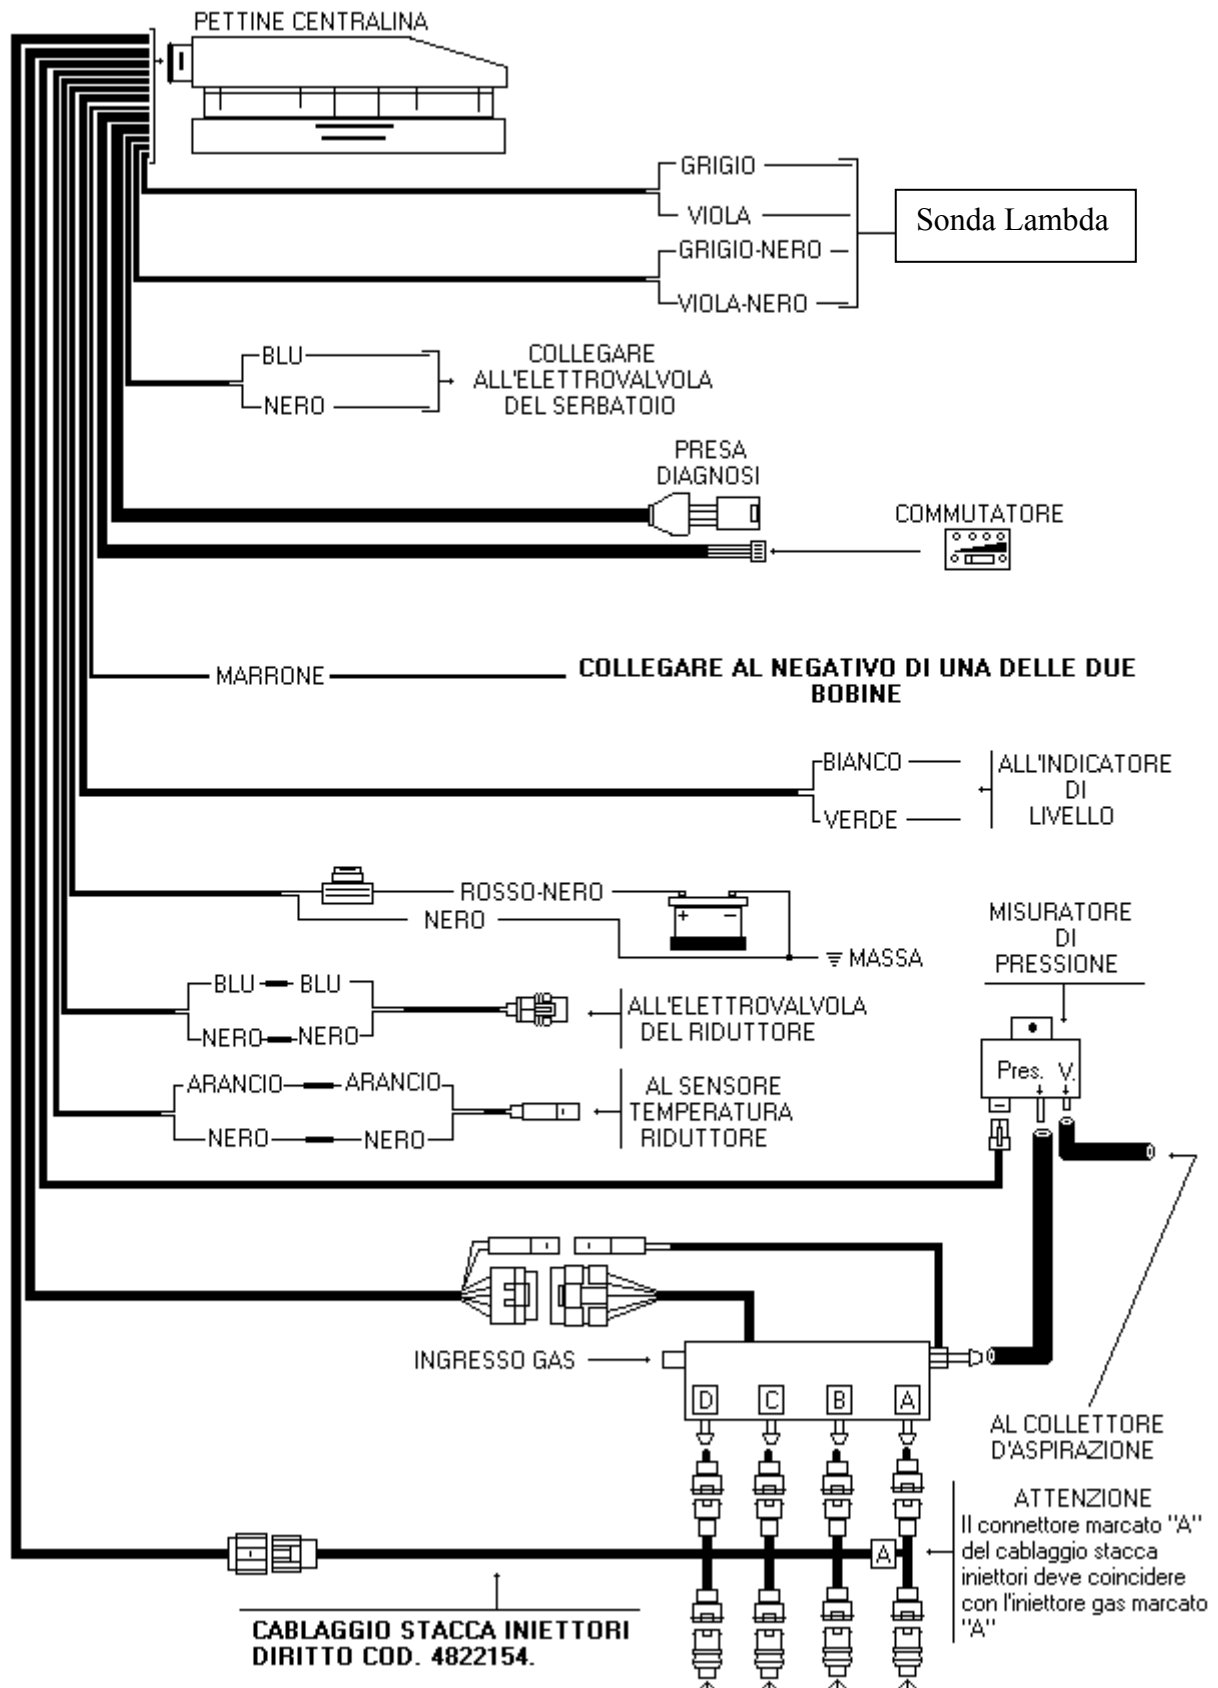 PETTINE CENTRALINA
GRIGIO
VIOLA
GRIGIO-NERO
VIOLA-NERO
Sonda Lambda
BLU
NERO
COLLEGARE
ALL'ELETTROVALVOLA
DEL SERBATOIO
PRESA
DIAGNOSI
COMMUTATORE
MARRONE
COLLEGARE AL NEGATIVO DI UNA DELLE DUE
BOBINE
BIANCO
VERDE
ALL'INDICATORE
DI
LIVELLO
ROSSO-NERO
NERO
+ −
MASSA
MISURATORE
DI
PRESSIONE
BLU BLU
NERO NERO
ALL'ELETTROVALVOLA
DEL RIDUTTORE
Pres. V.
ARANCIO ARANCIO
NERO NERO
AL SENSORE
TEMPERATURA
RIDUTTORE
INGRESSO GAS
D C B A
AL COLLETTORE
D'ASPIRAZIONE
A
ATTENZIONE
Il connettore marcato "A"
del cablaggio stacca
iniettori deve coincidere
con l'iniettore gas marcato
"A"
CABLAGGIO STACCA INIETTORI
DIRITTO COD. 4822154.